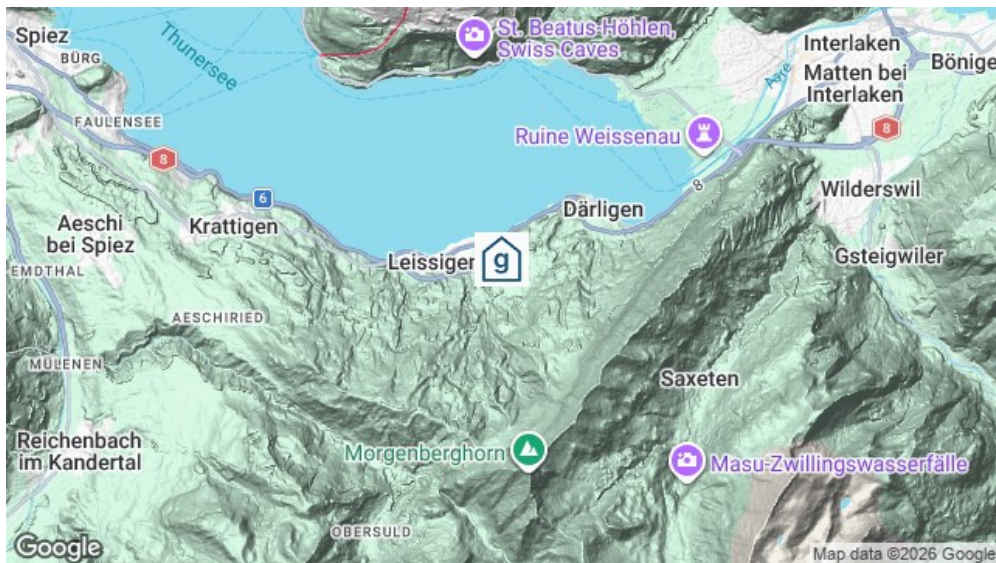 Spiez
BÜRG
Thunersee
St. Beatus-Höhlen,
Swiss Caves
Interlaken
Aare
Matten bei
Interlaken
Bönige
FAULENSEE
8
Ruine Weissenau
8
8
6
Wilderswil
Aeschi
bei Spiez
Krattigen
Därligen
EMDTHAL
Leissigen
g
Gsteigwiler
AESCHIRIED
MÜLENEN
Saxeten
Reichenbach
im Kandertal
Morgenberghorn
Masu-Zwillingswasserfälle
OBERSULD
Google
Map data ©2026 Google